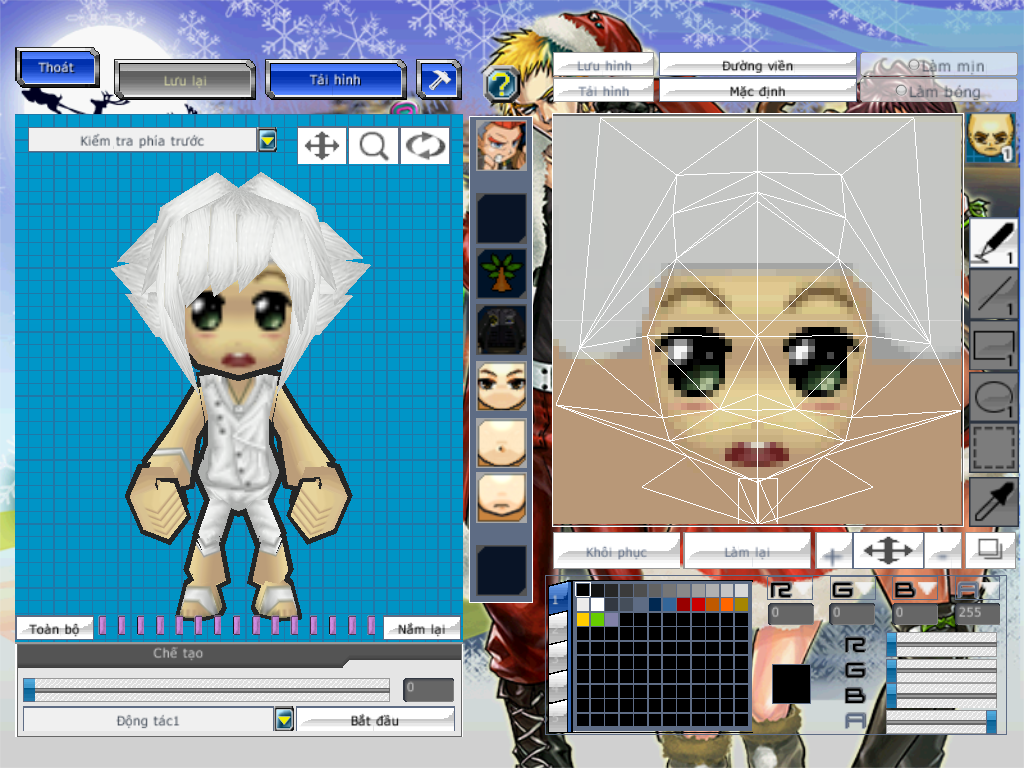 Thoát
Lưu lại
Tải hình
?
Lưu hình
Đường viền
Làm mịn
Tải hình
Mặc định
Làm bóng
Kiểm tra phía trước
1
1
1
1
1
Khôi phục
Làm lại
+
-
Toàn bộ
Nắm lại
Chế tạo
0
Động tác1
Bắt đầu
1
R
G
B
A
0
0
0
255
R
G
B
A